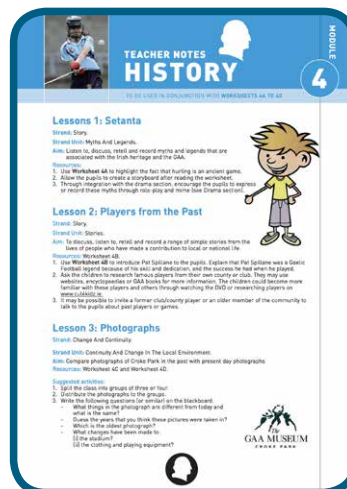 TEACHER NOTES
HISTORY
MODULE
4
TO BE USED IN CONJUNCTION WITH WORKSHEETS 4A TO 4D
Lessons 1: Setanta
Strand: Story.
Strand Unit: Myths And Legends.
Aim: Listen to, discuss, retell and record myths and legends that are
associated with the Irish heritage and the GAA.
Resources:
1. Use Worksheet 4A to highlight the fact that hurling is an ancient game.
2. Allow the pupils to create a storyboard after reading the worksheet.
3. Through integration with the drama section, encourage the pupils to express
or record these myths through role-play and mime (see Drama section).
Lesson 2: Players from the Past
Strand: Story.
Strand Unit: Stories.
Aim: To discuss, listen to, retell and record a range of simple stories from the
lives of people who have made a contribution to local or national life.
Resources: Worksheet 4B.
1. Use Worksheet 4B to introduce Pat Spillane to the pupils. Explain that Pat Spillane was a Gaelic
Football legend because of his skill and dedication, and the success he had when he played.
2. Ask the children to research famous players from their own county or club. They may use
websites, encyclopaedias or GAA books for more information. The children could become more
familiar with these players and others through watching the DVD or researching players on
www.cul4kidz.ie
3. It may be possible to invite a former club/county player or an older member of the community to
talk to the pupils about past players or games.
Lesson 3: Photographs
Strand: Change And Continuity
Strand Unit: Continuity And Change In The Local Environment.
Aim: Compare photographs of Croke Park in the past with present day photographs
Resources: Worksheet 4C and Worksheet 4D.
Suggested activities:
1. Split the class into groups of three or four
2. Distribute the photographs to the groups.
3. Write the following questions (or similar) on the blackboard:
- What things in the photograph are different from today and
what is the same?
- Guess the years that you think these pictures were taken in?
- Which is the oldest photograph?
- What changes have been made to:
(i) the stadium?
(ii) the clothing and playing equipment?
The
GAA MUSEUM
CROKE PARK